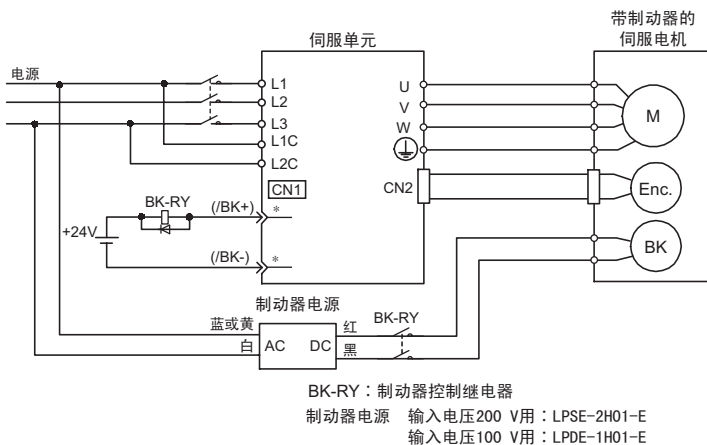 带制动器的
伺服电机
伺服单元
电源
L1
L2
L3
L1C
L2C
U
V
W
M
CN1
CN2
Enc.
BK-RY
(/BK+)
*
+24V
(/BK-)
*
BK
制动器电源
蓝或黄
白
AC
DC
红
黑
BK-RY
BK-RY：制动器控制继电器
制动器电源 输入电压200 V用：LPSE-2H01-E
输入电压100 V用：LPDE-1H01-E